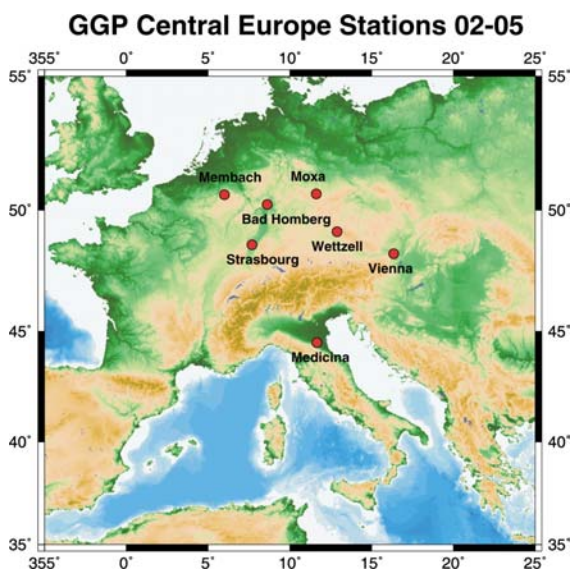 GGP Central Europe Stations 02-05
355˚ 0˚ 5˚ 10˚ 15˚ 20˚ 25˚
55˚ 55˚
Membach Moxa
50˚ 50˚
Bad Homberg
Wettzell
Strasbourg
Vienna
45˚ 45˚
Medicina
40˚ 40˚
35˚ 35˚
355˚ 0˚ 5˚ 10˚ 15˚ 20˚ 25˚